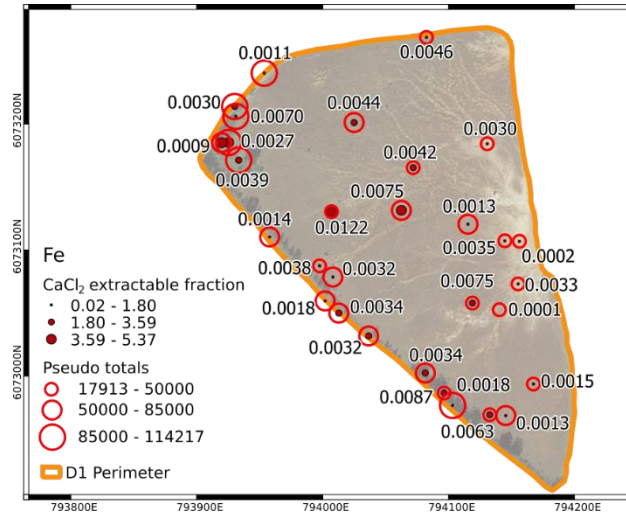 0.0011
0.0046
0.0030
0.0070
0.0044
0.0009
0.0027
0.0030
0.0039
0.0042
0.0075
0.0013
0.0014
0.0122
0.0035
0.0002
0.0038
0.0032
0.0033
0.0075
0.0018
0.0034
0.0001
0.0032
0.0034
0.0018
0.0015
0.0087
0.0063
0.0013
6073200N
6073100N
6073000N
Fe
CaCl2 extractable fraction
0.02 - 1.80
1.80 - 3.59
3.59 - 5.37
Pseudo totals
17913 - 50000
50000 - 85000
85000 - 114217
D1 Perimeter
793800E 793900E 794000E 794100E 794200E